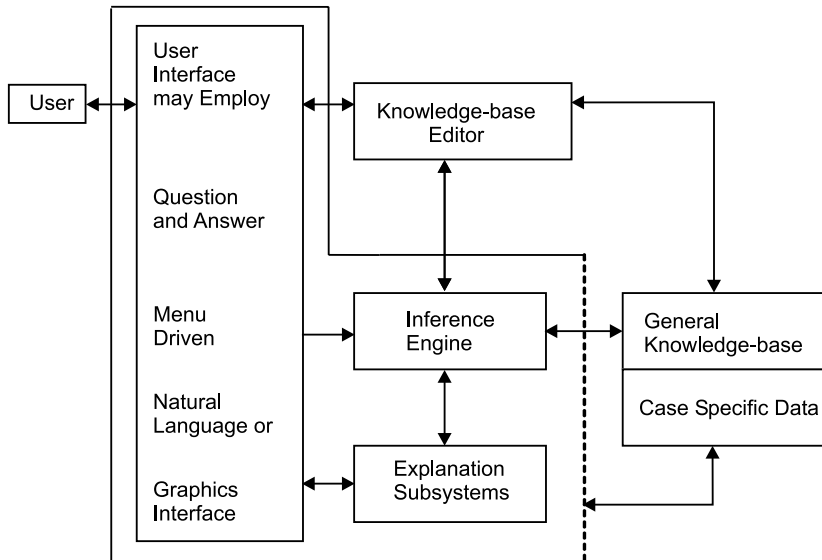 User
User
Interface
may Employ
Question
and Answer
Menu
Driven
Natural
Language or
Graphics
Interface
Knowledge-base
Editor
Inference
Engine
Explanation
Subsystems
General
Knowledge-base
Case Specific Data